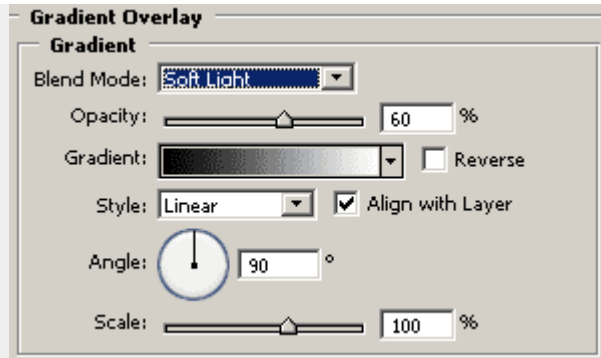 Gradient Overlay
Gradient
Blend Mode: Soft Light
Opacity: 60 %
Gradient: Reverse
Style: Linear Align with Layer
Angle: 90 °
Scale: 100 %